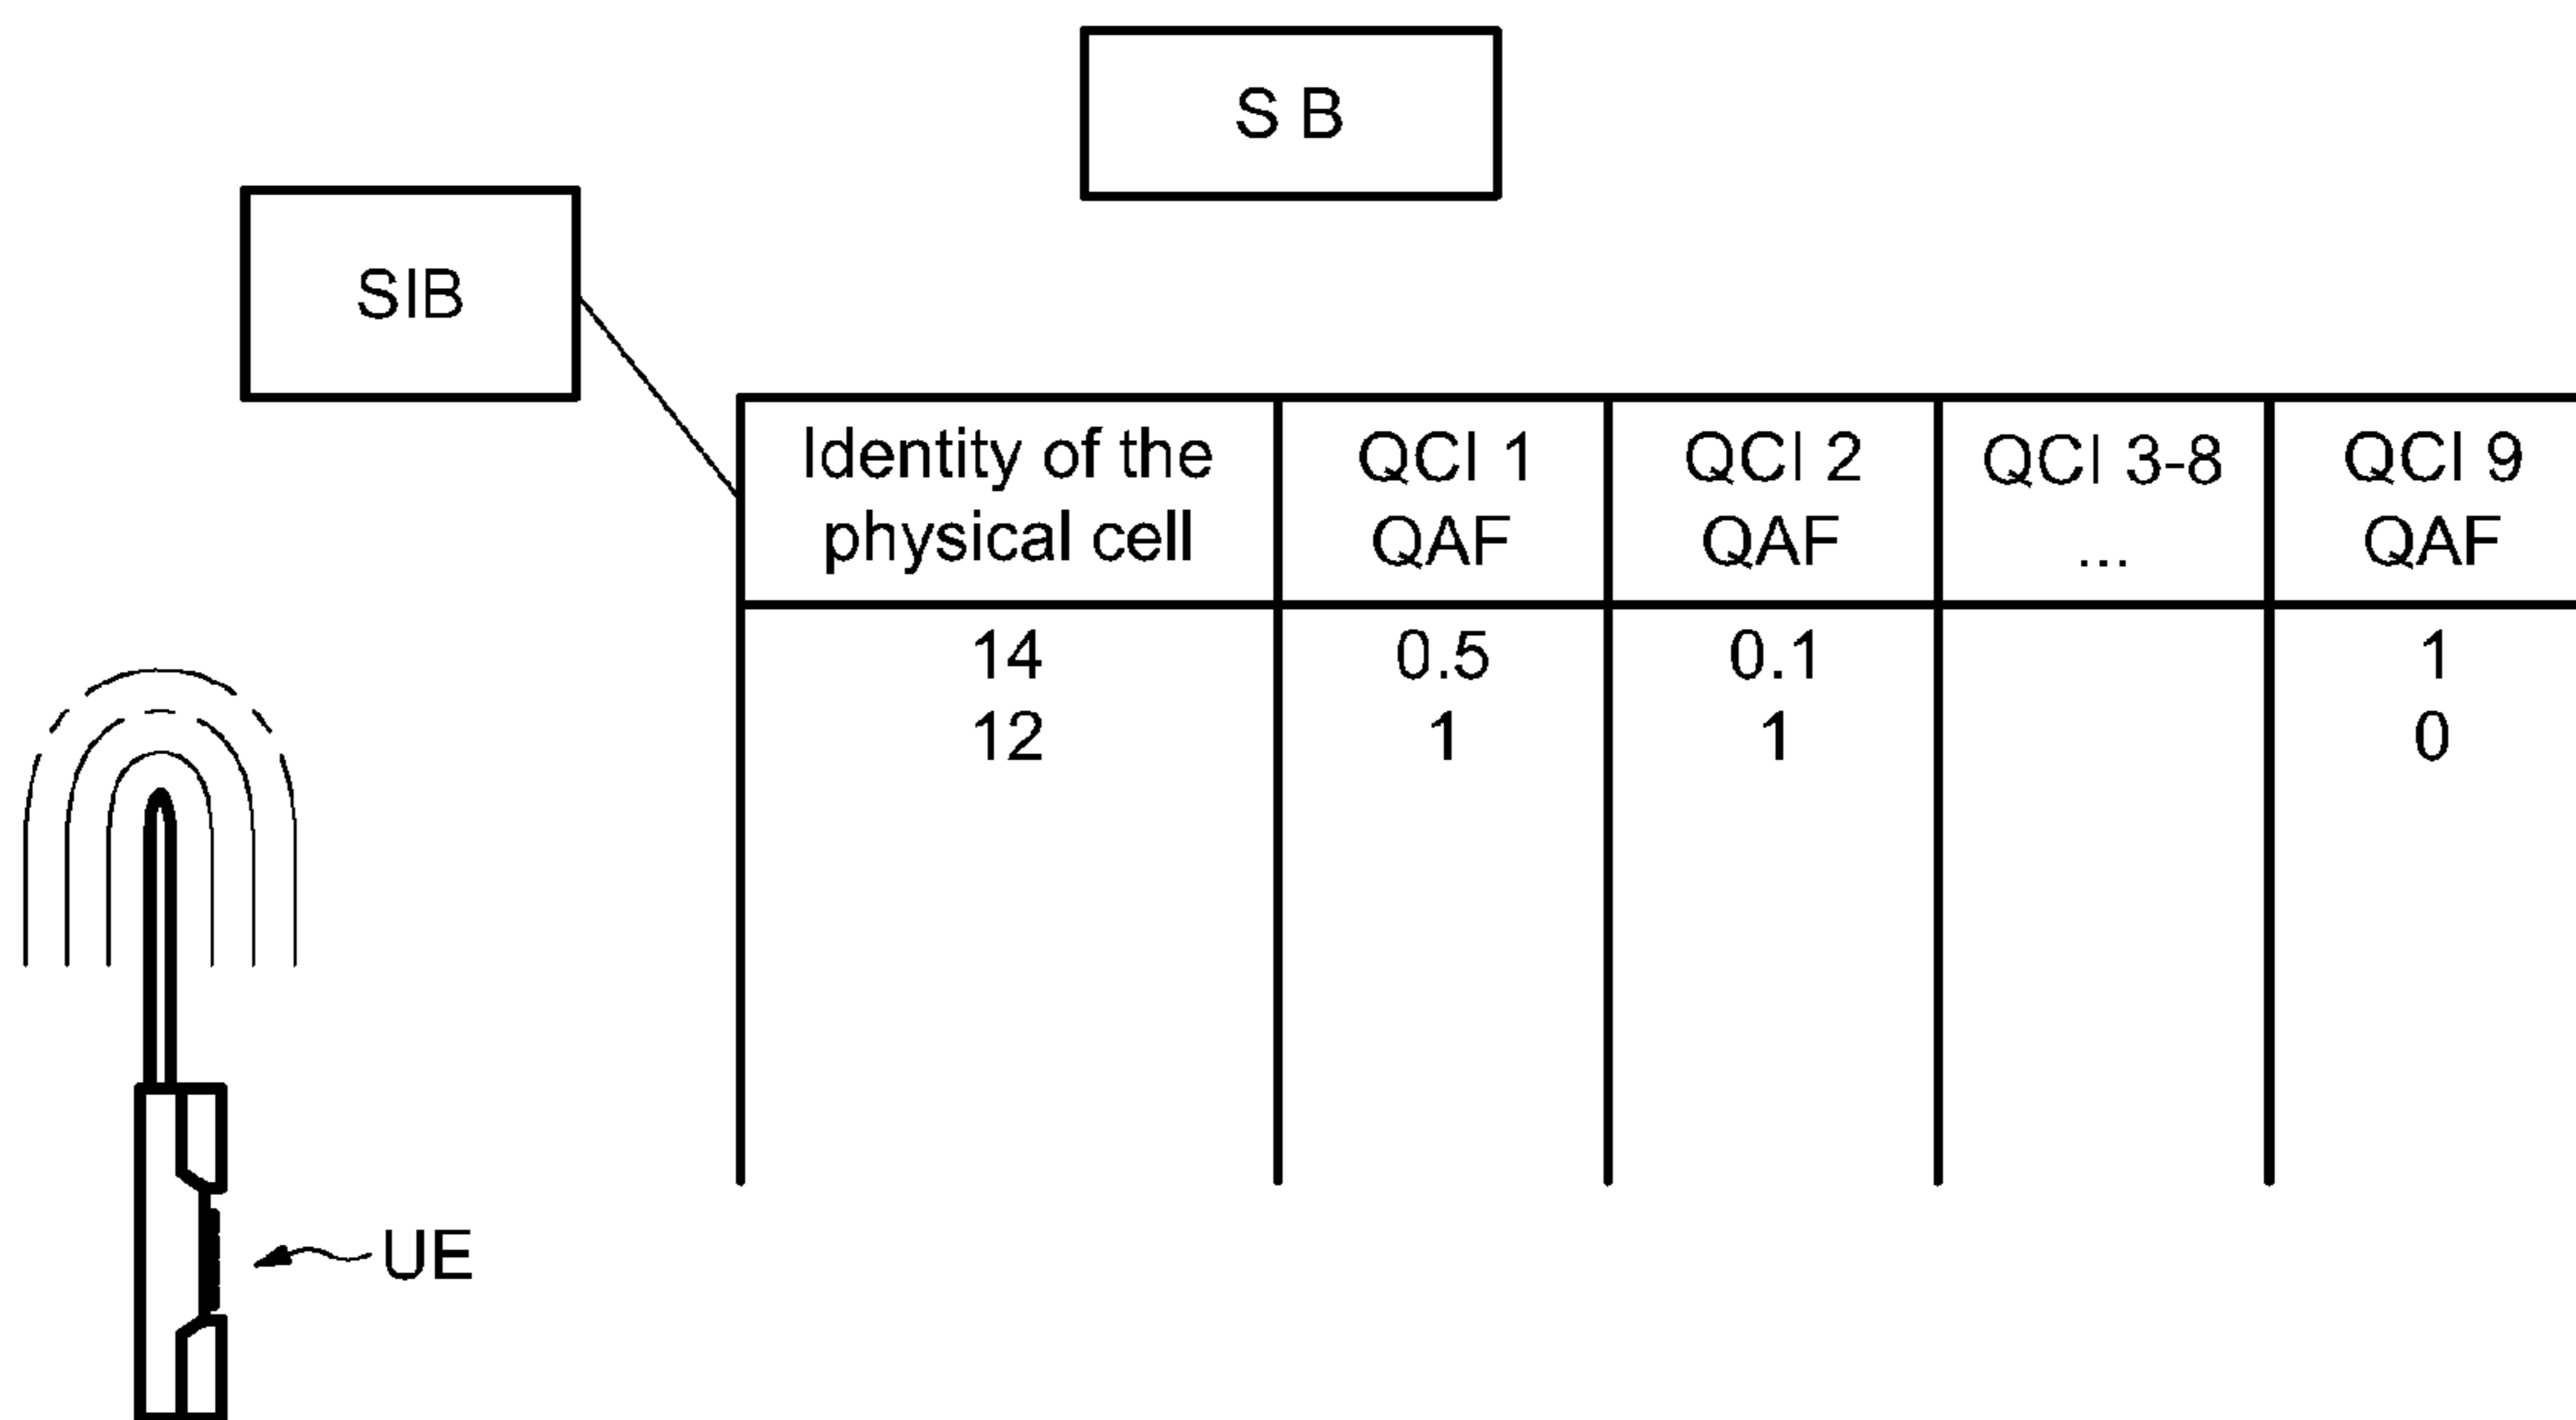 S B
SIB
Identity of the physical cell
QCI 1 QAF
QCI 2 QAF
QCI 3-8 ...
QCI 9 QAF
14 0.5 0.1 1
12 1 1 0
UE